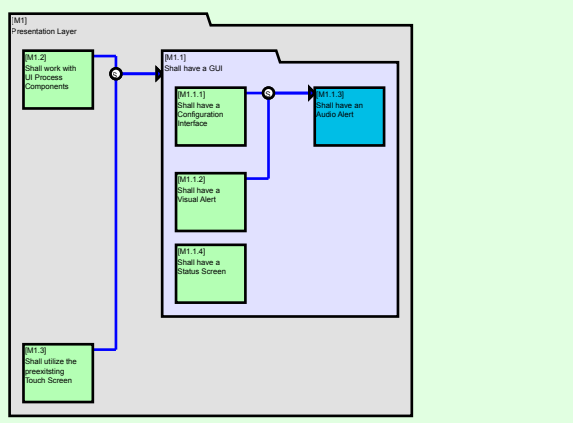 [M1]
Presentation Layer
[M1.2]
Shall work with
UI Process
Components
S
[M1.1]
Shall have a GUI
[M1.1.1]
Shall have a
Configuration
Interface
S
[M1.1.3]
Shall have an
Audio Alert
[M1.1.2]
Shall have a
Visual Alert
[M1.1.4]
Shall have a
Status Screen
[M1.3]
Shall utilize the
preexitsting
Touch Screen